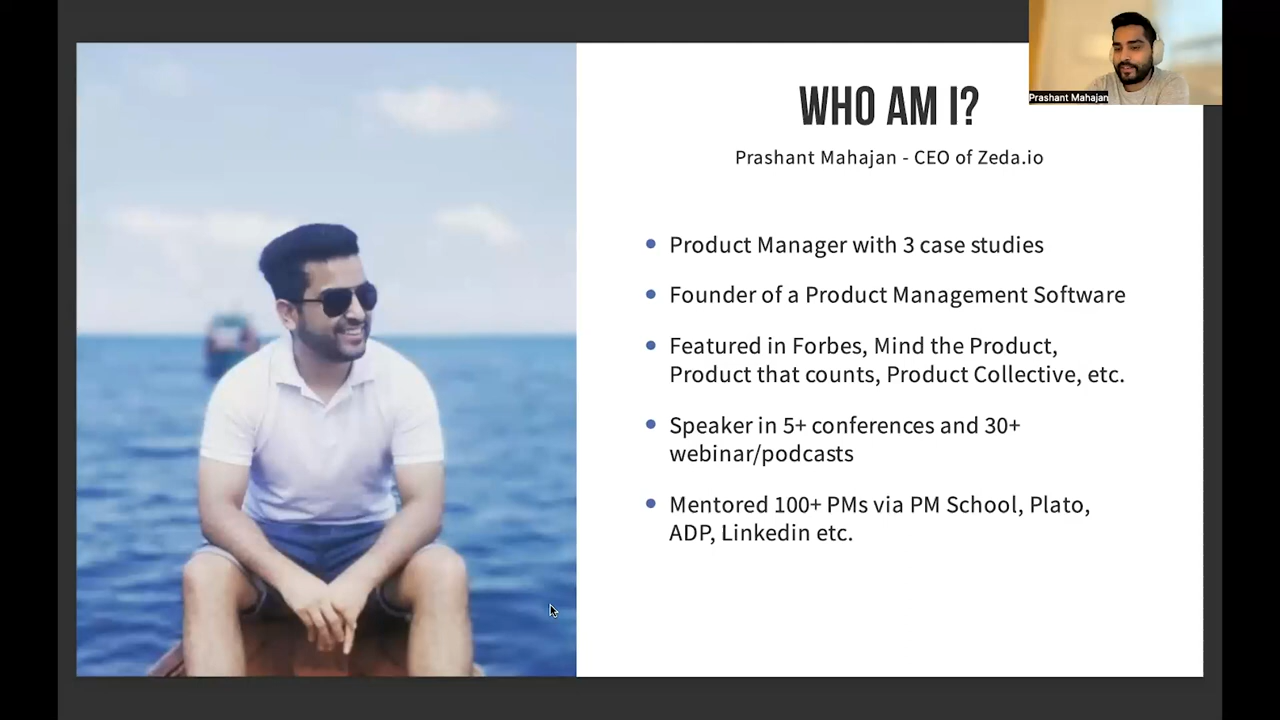 WHO AM I?
Prashant Mahajan - CEO of Zeda.io
Prashant Mahajan
Product Manager with 3 case studies
Founder of a Product Management Software
Featured in Forbes, Mind the Product,
Product that counts, Product Collective, etc.
Speaker in 5+ conferences and 30+
webinar/podcasts
Mentored 100+ PMs via PM School, Plato,
ADP, Linkedin etc.